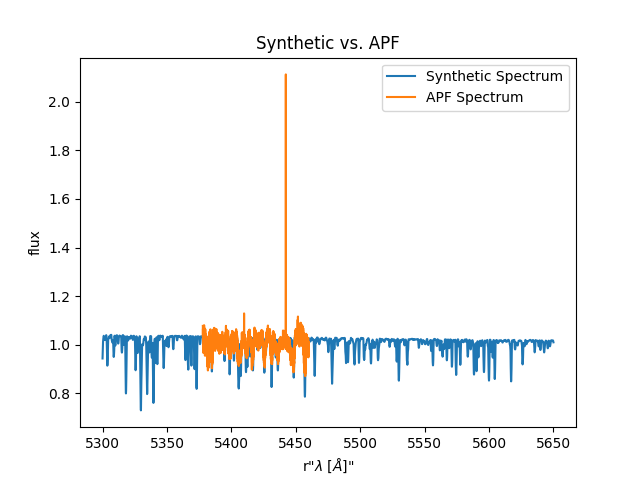 Synthetic vs. APF
Synthetic Spectrum
APF Spectrum
flux
2.0
1.8
1.6
1.4
1.2
1.0
0.8
5300 5350 5400 5450 5500 5550 5600 5650
r"λ [Å]"